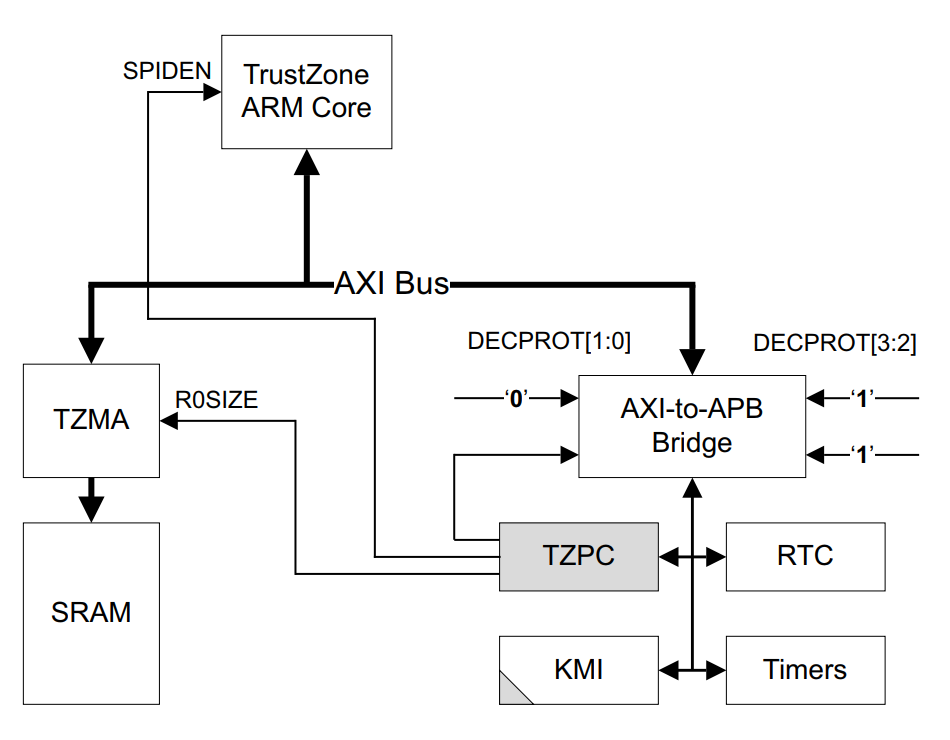 SPIDEN
TrustZone
ARM Core
AXI Bus
DECPROT[1:0]
DECPROT[3:2]
TZMA
R0SIZE
‘0’
AXI-to-APB
Bridge
‘1’
‘1’
SRAM
TZPC
RTC
KMI
Timers